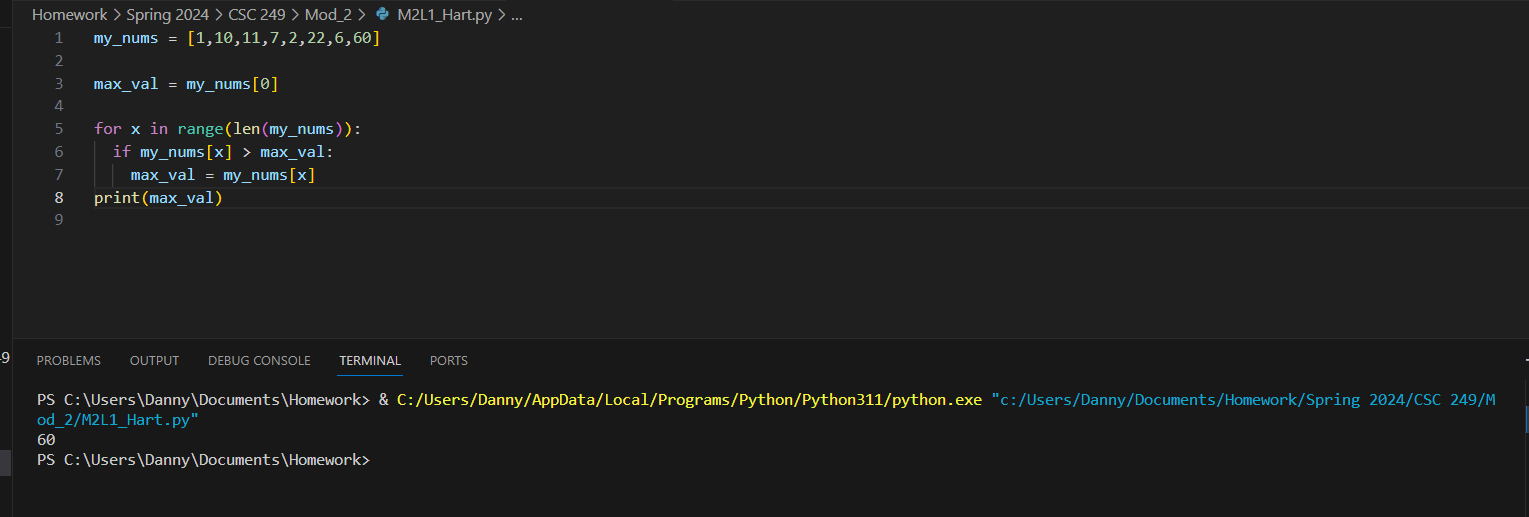 Homework > Spring 2024 > CSC 249 > Mod_2 > M2L1_Hart.py > ...
1 my_nums = [1,10,11,7,2,22,6,60]
2
3 max_val = my_nums[0]
4
5 for x in range(len(my_nums)):
6 if my_nums[x] > max_val:
7 max_val = my_nums[x]
8 print(max_val)
9
49
PROBLEMS OUTPUT DEBUG CONSOLE TERMINAL PORTS
PS C:\Users\Danny\Documents\Homework> & C:/Users/Danny/AppData/Local/Programs/Python/Python311/python.exe "c:/Users/Danny/Documents/Homework/Spring 2024/CSC 249/M
od_2/M2L1_Hart.py"
60
PS C:\Users\Danny\Documents\Homework>